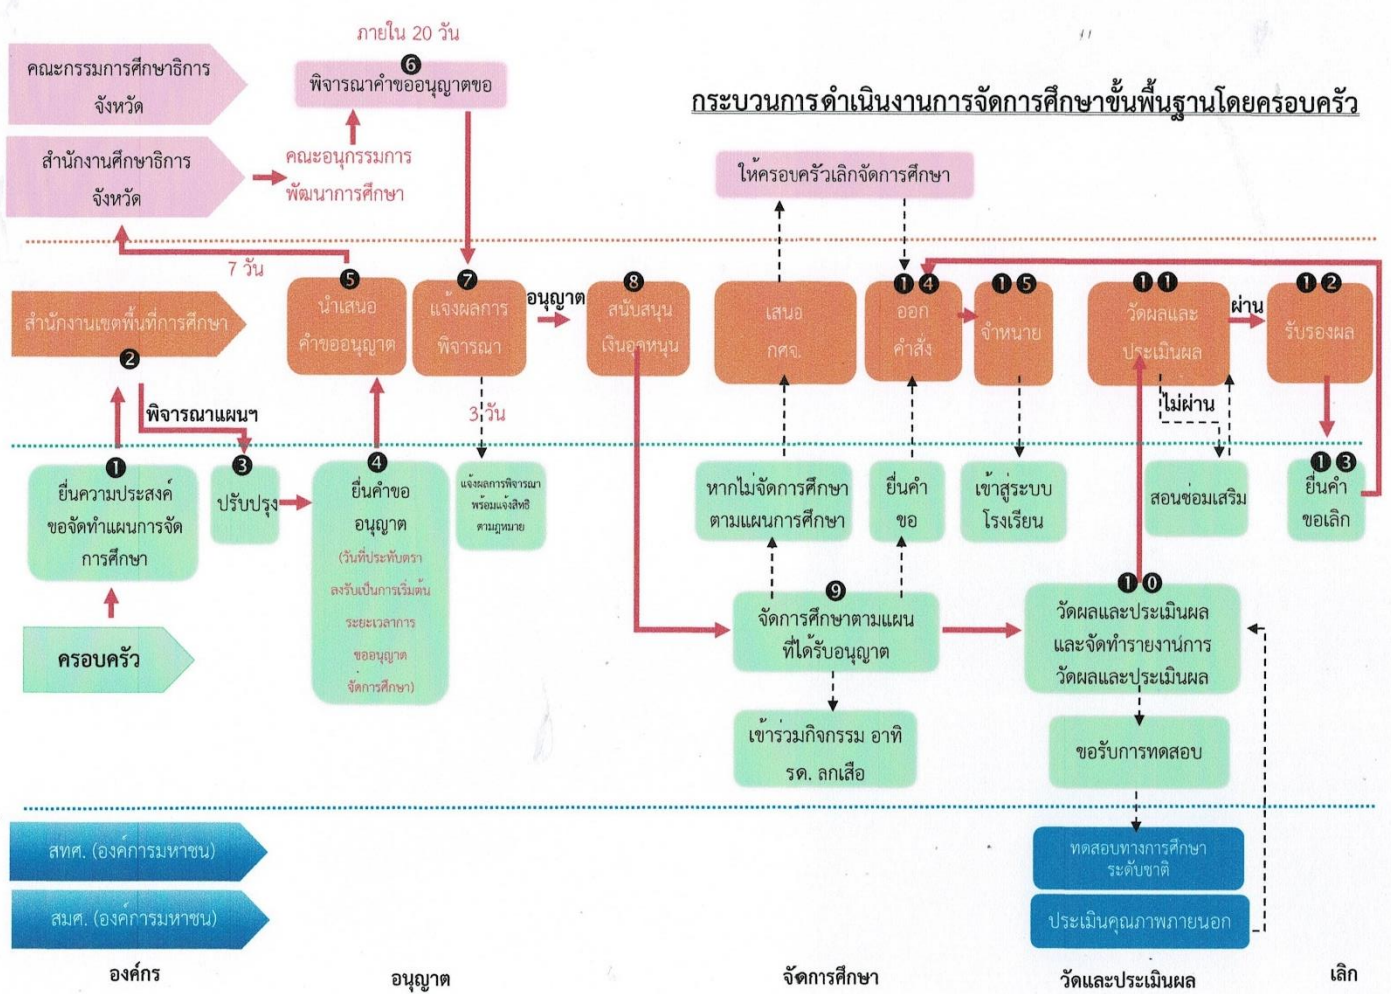 ภายใน 20 วัน
คณะกรรมการศึกษาธิการ
จังหวัด
❻
พิจารณาคำขออนุญาตขอ
กระบวนการดำเนินงานการจัดการศึกษาขั้นพื้นฐานโดยครอบครัว
สำนักงานศึกษาธิการ
จังหวัด
คณะอนุกรรมการ
พัฒนาการศึกษา
ให้ครอบครัวเลิกจัดการศึกษา
7 วัน
สำนักงานเขตพื้นที่การศึกษา
❷
❺
นำเสนอ
คำขออนุญาต
❼
แจ้งผลการ
พิจารณา
อนุญาต
❽
สนับสนุน
เงินอุดหนุน
เสนอ
กศจ.
❶ ❹
ออก
คำสั่ง
❶ ❺
จำหน่าย
❶ ❶
วัดผลและ
ประเมินผล
ผ่าน
❶ ❷
รับรองผล
พิจารณาแผนฯ
3 วัน
ไม่ผ่าน
❶
ยื่นความประสงค์
ขอจัดทำแผนการจัด
การศึกษา
❸
ปรับปรุง
❹
ยื่นคำขอ
อนุญาต
(วันที่ประทับตรา
ลงรับเป็นการเริ่มต้น
ระยะเวลาการ
ขออนุญาต
จัดการศึกษา)
แจ้งผลการพิจารณา
พร้อมแจ้งสิทธิ
ตามกฎหมาย
หากไม่จัดการศึกษา
ตามแผนการศึกษา
ยื่นคำ
ขอ
เข้าสู่ระบบ
โรงเรียน
สอนซ่อมเสริม
❶ ❸
ยื่นคำ
ขอเลิก
ครอบครัว
❾
จัดการศึกษาตามแผน
ที่ได้รับอนุญาต
❶ ⓿
วัดผลและประเมินผล
และจัดทำรายงานการ
วัดผลและประเมินผล
เข้าร่วมกิจกรรม อาทิ
รด. ลกเสือ
ขอรับการทดสอบ
สทศ. (องค์การมหาชน)
ทดสอบทางการศึกษา
ระดับชาติ
สมศ. (องค์การมหาชน)
ประเมินคุณภาพภายนอก
องค์กร
อนุญาต
จัดการศึกษา
วัดและประเมินผล
เลิก